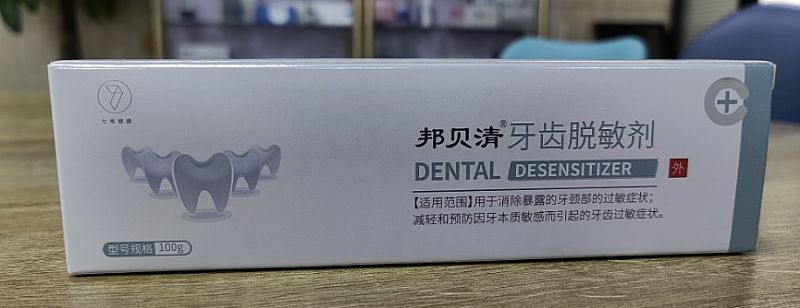 七维健康
邦贝清®牙齿脱敏剂
DENTAL DESENSITIZER
外
【适用范围】用于消除暴露的牙颈部的过敏症状；
减轻和预防因牙本质敏感而引起的牙齿过敏症状。
型号规格 100g